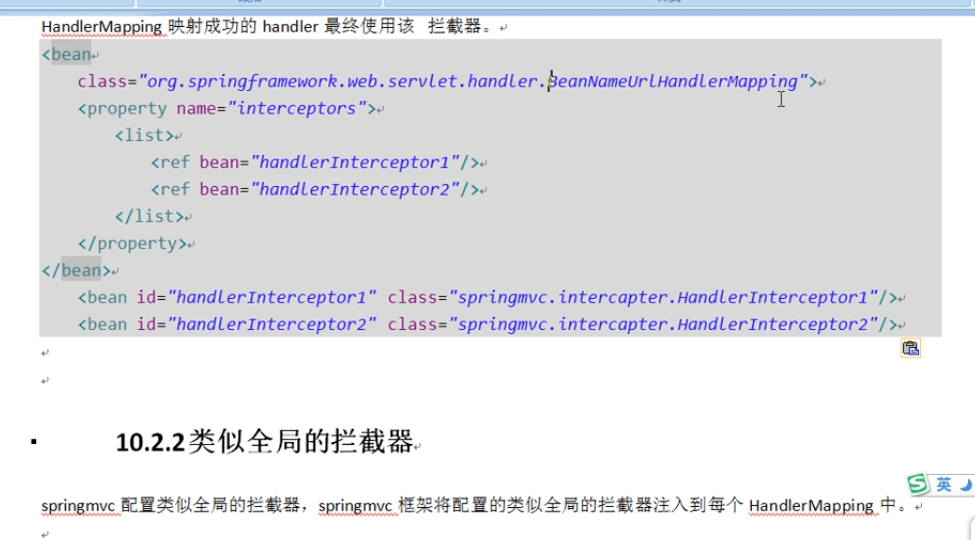 HandlerMapping 映射成功的 handler 最终使用该 拦截器。
<bean
class="org.springframework.web.servlet.handler.BeanNameUrlHandlerMapping">
<property name="interceptors">
<list>
<ref bean="handlerInterceptor1"/>
<ref bean="handlerInterceptor2"/>
</list>
</property>
</bean>
<bean id="handlerInterceptor1" class="springmvc.intercapter.HandlerInterceptor1"/>
<bean id="handlerInterceptor2" class="springmvc.intercapter.HandlerInterceptor2"/>
10.2.2类似全局的拦截器
springmvc 配置类似全局的拦截器，springmvc 框架将配置的类似全局的拦截器注入到每个 HandlerMapping 中。
英